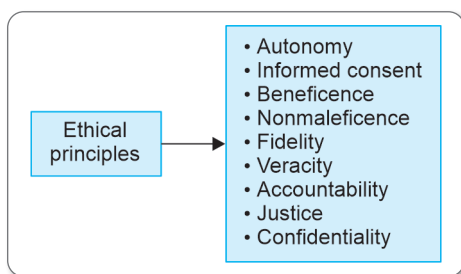 Ethical
principles
• Autonomy
• Informed consent
• Beneficence
• Nonmaleficence
• Fidelity
• Veracity
• Accountability
• Justice
• Confidentiality